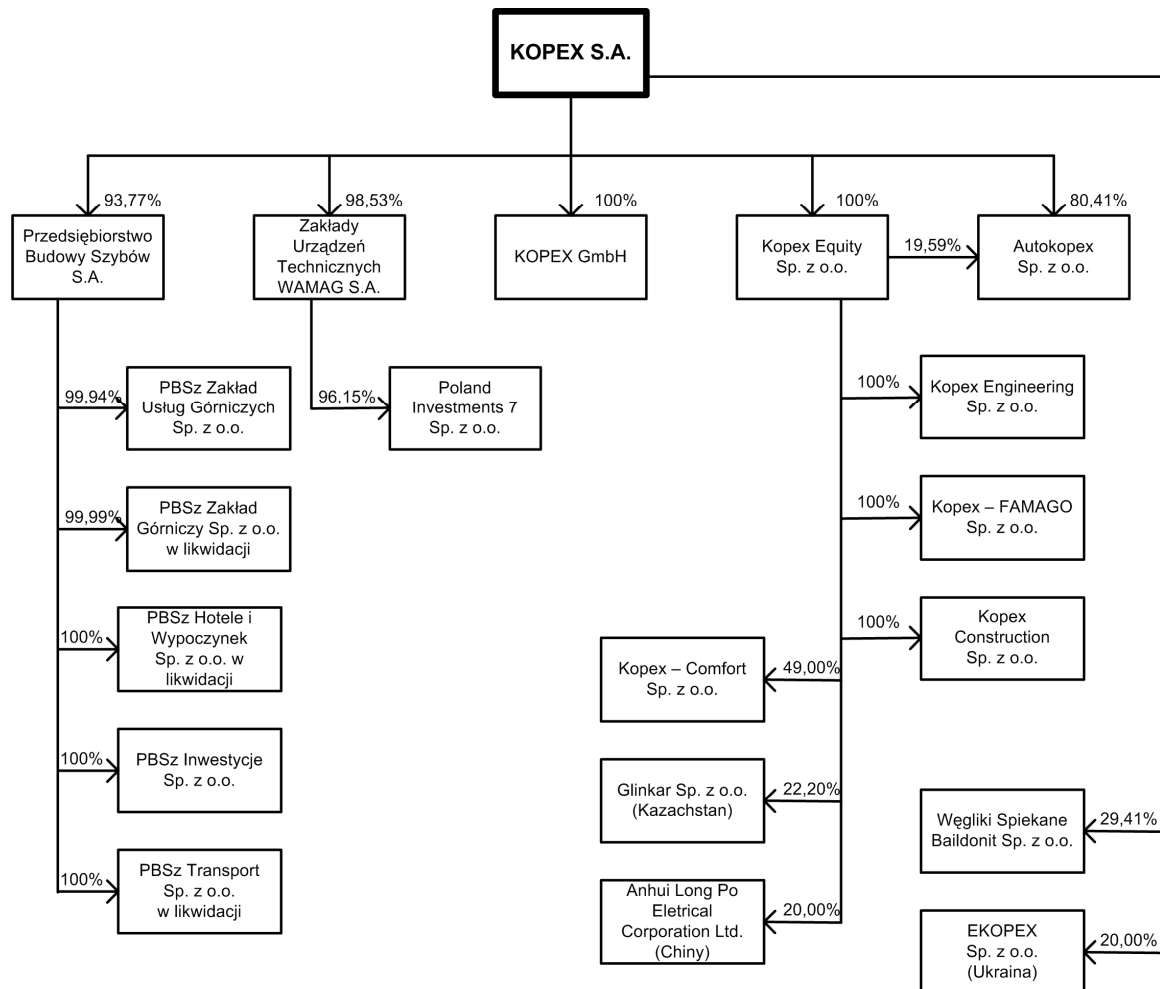 KOPEX S.A.
93,77%
98,53%
100%
100%
80,41%
Przedsiębiorstwo
Budowy Szybów
S.A.
Zakłady
Urządzeń
Technicznych
WAMAG S.A.
KOPEX GmbH
Kopex Equity
Sp. z o.o.
19,59%
Autokopex
Sp. z o.o.
99,94%
PBSz Zakład
Usług Górniczych
Sp. z o.o.
96,15%
Poland
Investments 7
Sp. z o.o.
100%
Kopex Engineering
Sp. z o.o.
99,99%
PBSz Zakład
Górniczy Sp. z o.o.
w likwidacji
100%
Kopex – FAMAGO
Sp. z o.o.
100%
PBSz Hotele i
Wypoczynek
Sp. z o.o. w
likwidacji
100%
Kopex
Construction
Sp. z o.o.
Kopex – Comfort
Sp. z o.o.
49,00%
100%
PBSz Inwestycje
Sp. z o.o.
Glinkar Sp. z o.o.
(Kazachstan)
22,20%
Węgliki Spiekane
Baildonit Sp. z o.o.
29,41%
100%
PBSz Transport
Sp. z o.o.
w likwidacji
Anhui Long Po
Eletrical
Corporation Ltd.
(Chiny)
20,00%
EKOPEX
Sp. z o.o.
(Ukraina)
20,00%